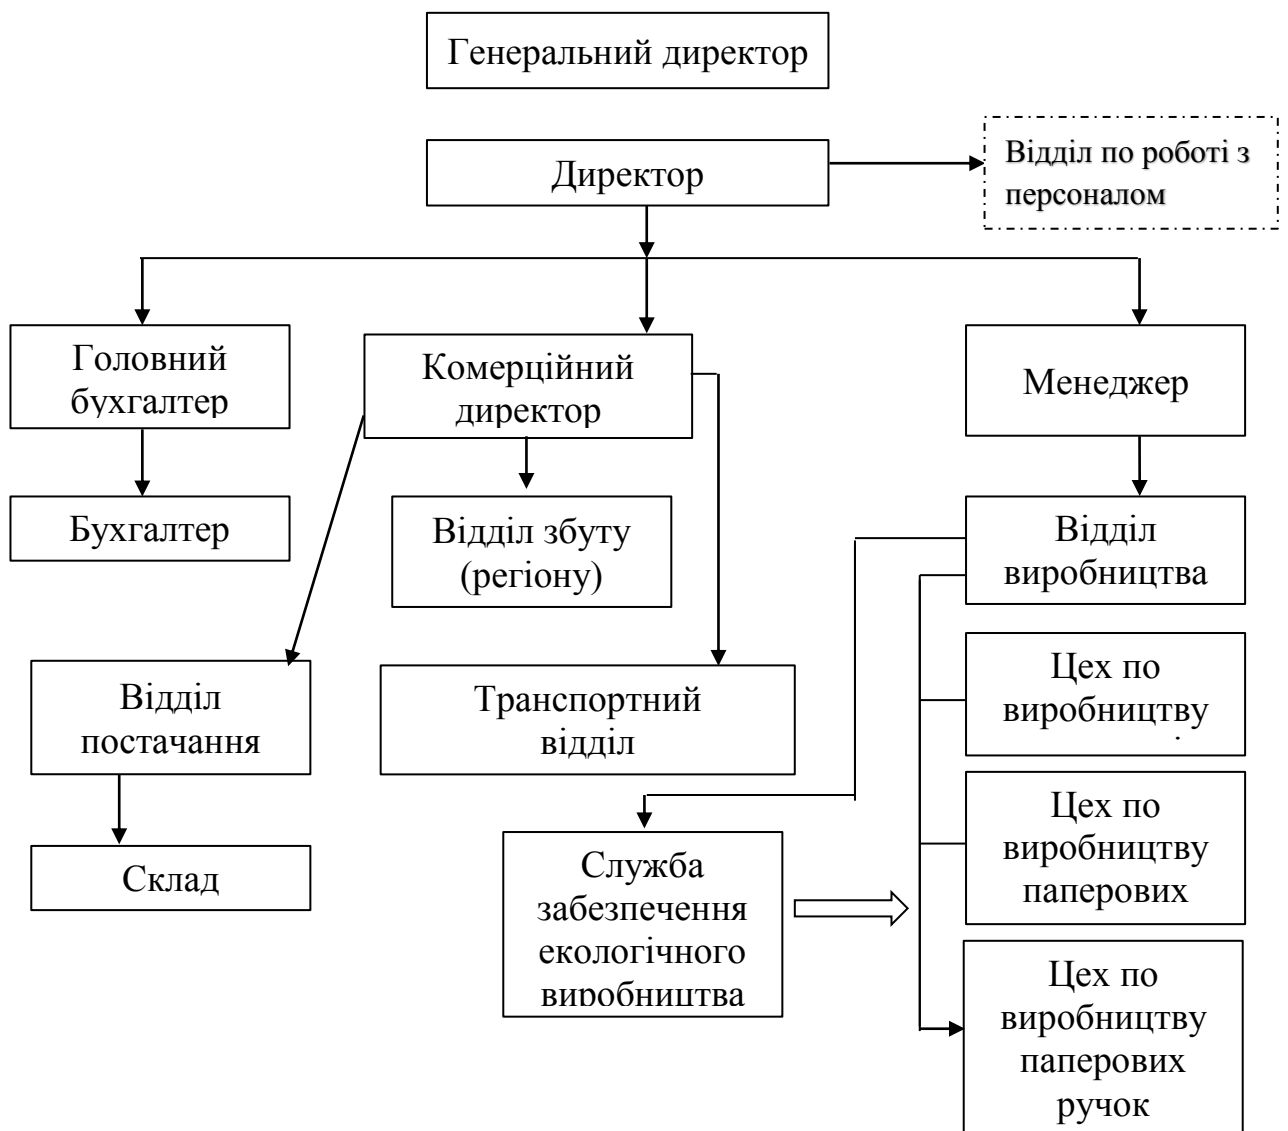 Генеральний директор
Директор
Відділ по роботі з
персоналом
Головний
бухгалтер
Комерційний
директор
Менеджер
Бухгалтер
Відділ збуту
(регіону)
Відділ
виробництва
Відділ
постачання
Транспортний
відділ
Цех по
виробництву
Цех по
виробництву
паперових
Склад
Служба
забезпечення
екологічного
виробництва
Цех по
виробництву
паперових
ручок